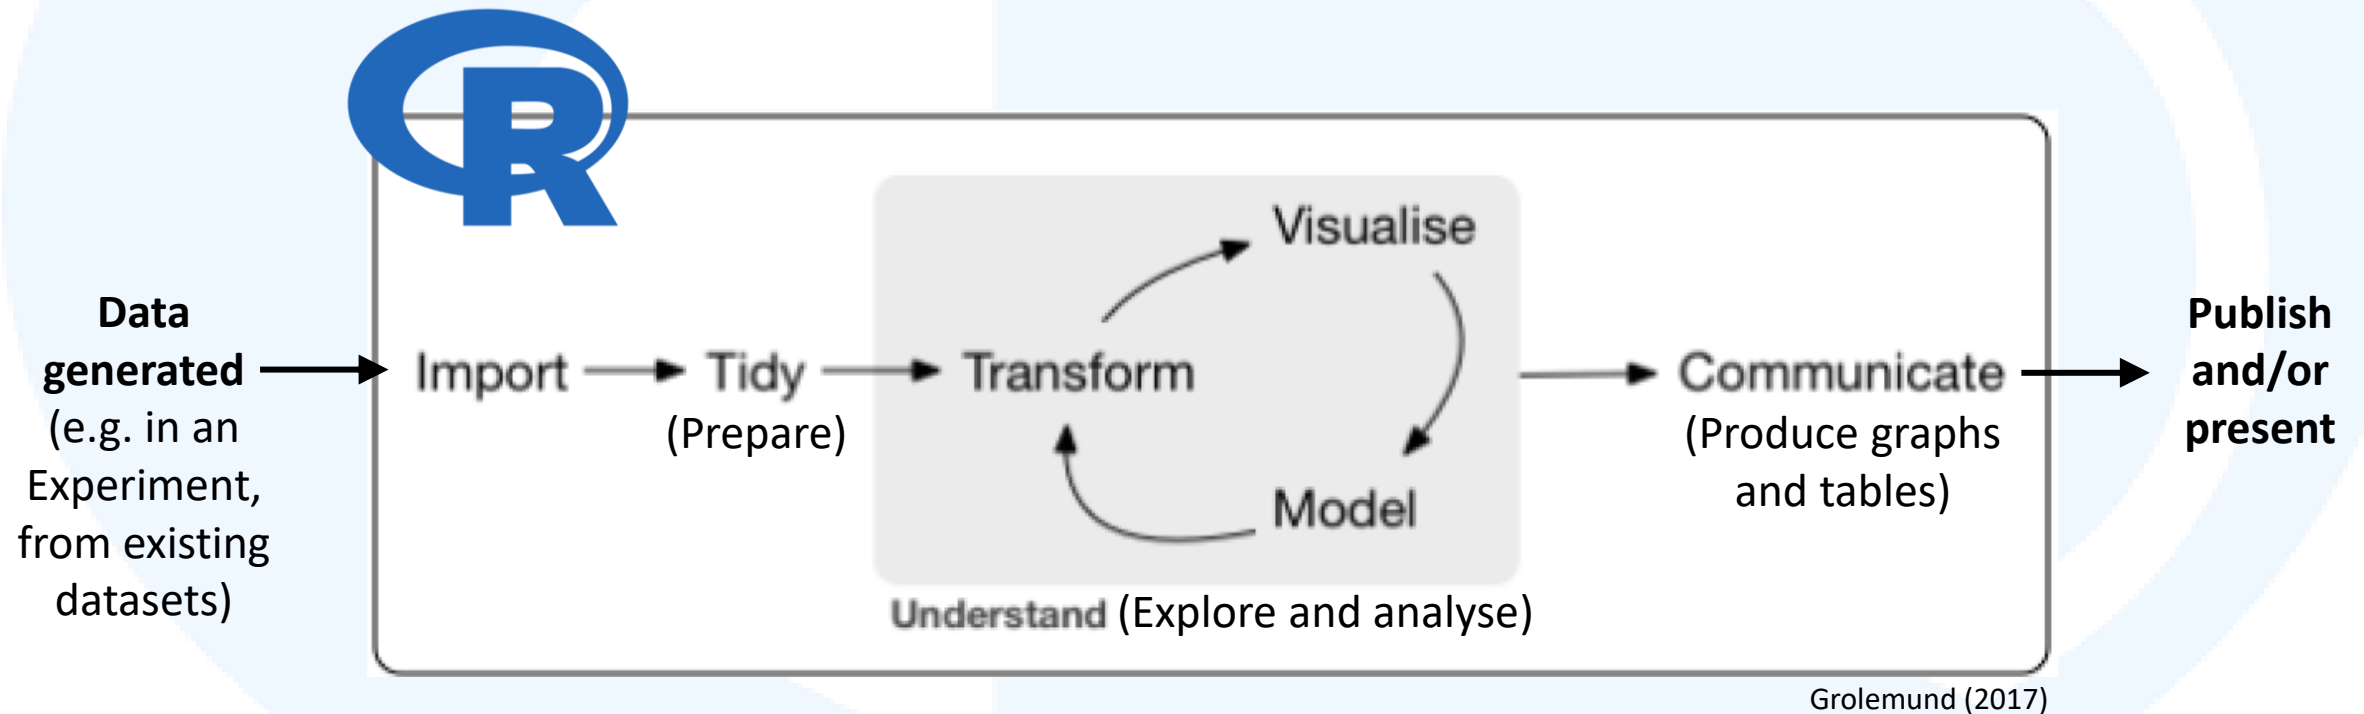 R
Data
generated
(e.g. in an
Experiment,
from existing
datasets)
Import
Tidy
(Prepare)
Transform
Visualise
Model
Understand (Explore and analyse)
Communicate
(Produce graphs
and tables)
Publish
and/or
present
Grolemund (2017)